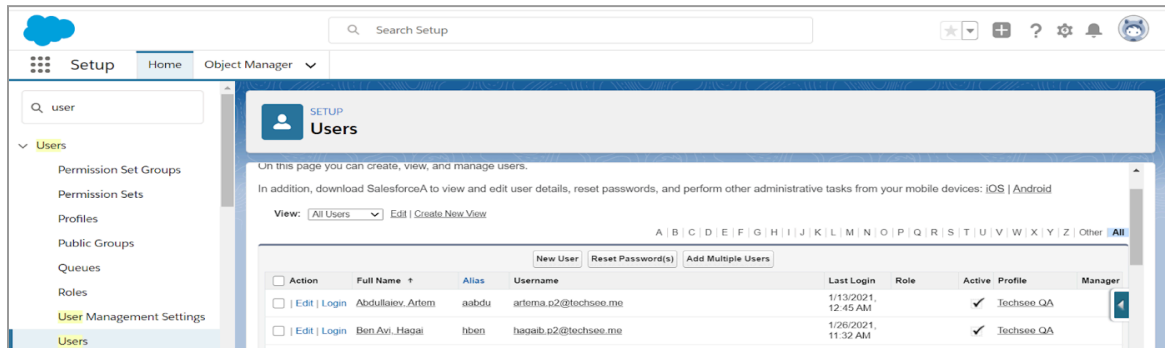 Search Setup
Setup Home Object Manager
user
Users
Permission Set Groups
Permission Sets
Profiles
Public Groups
Queues
Roles
User Management Settings
Users
SETUP
Users
On this page you can create, view, and manage users.
In addition, download SalesforceA to view and edit user details, reset passwords, and perform other administrative tasks from your mobile devices: iOS | Android
View: All Users Edit | Create New View
A | B | C | D | E | F | G | H | I | J | K | L | M | N | O | P | Q | R | S | T | U | V | W | X | Y | Z | Other All
New User Reset Password(s) Add Multiple Users
Action Full Name ↑ Alias Username Last Login Role Active Profile Manager
| Edit | Login Abdullaiev, Artem aabdu artema.p2@techsee.me 1/13/2021, 12:45 AM ✓ Techsee QA
| Edit | Login Ben Avi, Hagai hben hagaib.p2@techsee.me 1/26/2021, 11:32 AM ✓ Techsee QA